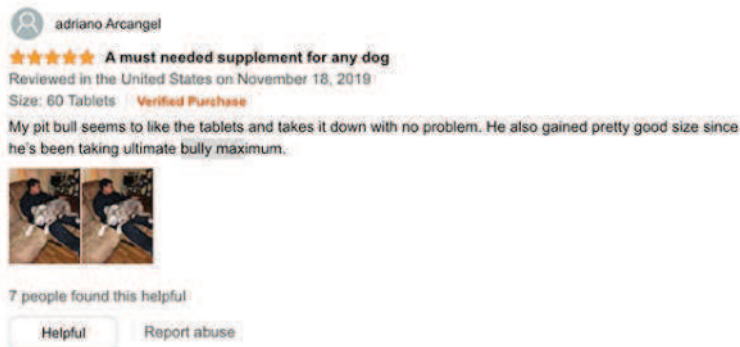 adriano Arcangel
A must needed supplement for any dog
Reviewed in the United States on November 18, 2019
Size: 60 Tablets Verified Purchase
My pit bull seems to like the tablets and takes it down with no problem. He also gained pretty good size since
he's been taking ultimate bully maximum.
7 people found this helpful
Helpful Report abuse